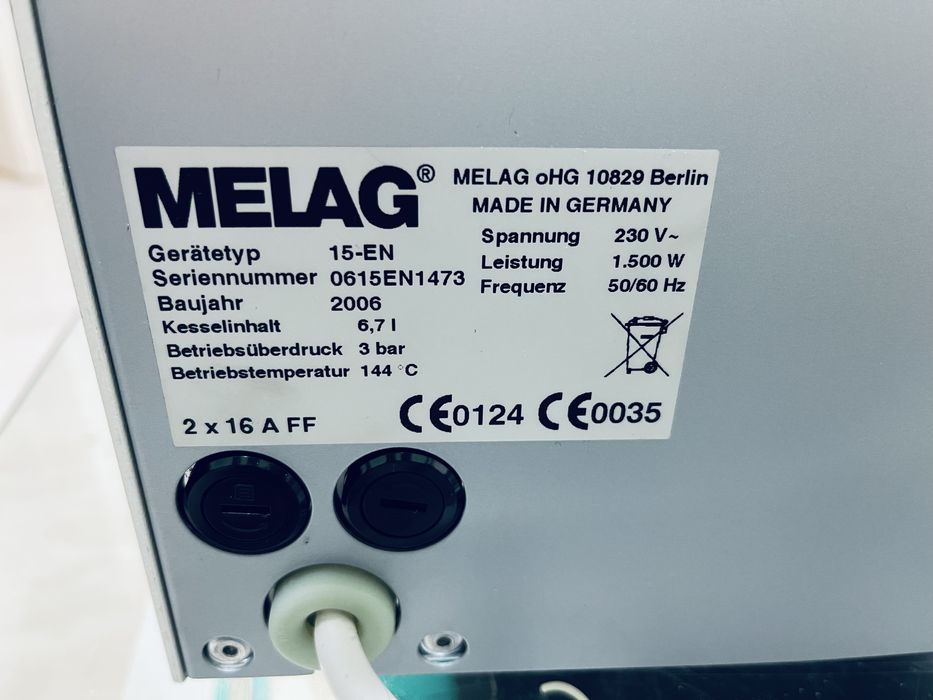 MELAG®
MELAG oHG 10829 Berlin
MADE IN GERMANY
Gerätetyp 15-EN
Seriennummer 0615EN1473
Baujahr 2006
Kesselinhalt 6,7 l
Betriebsüberdruck 3 bar
Betriebstemperatur 144 °C
Spannung 230 V~
Leistung 1.500 W
Frequenz 50/60 Hz
2 x 16 A FF
CE0124 CE0035